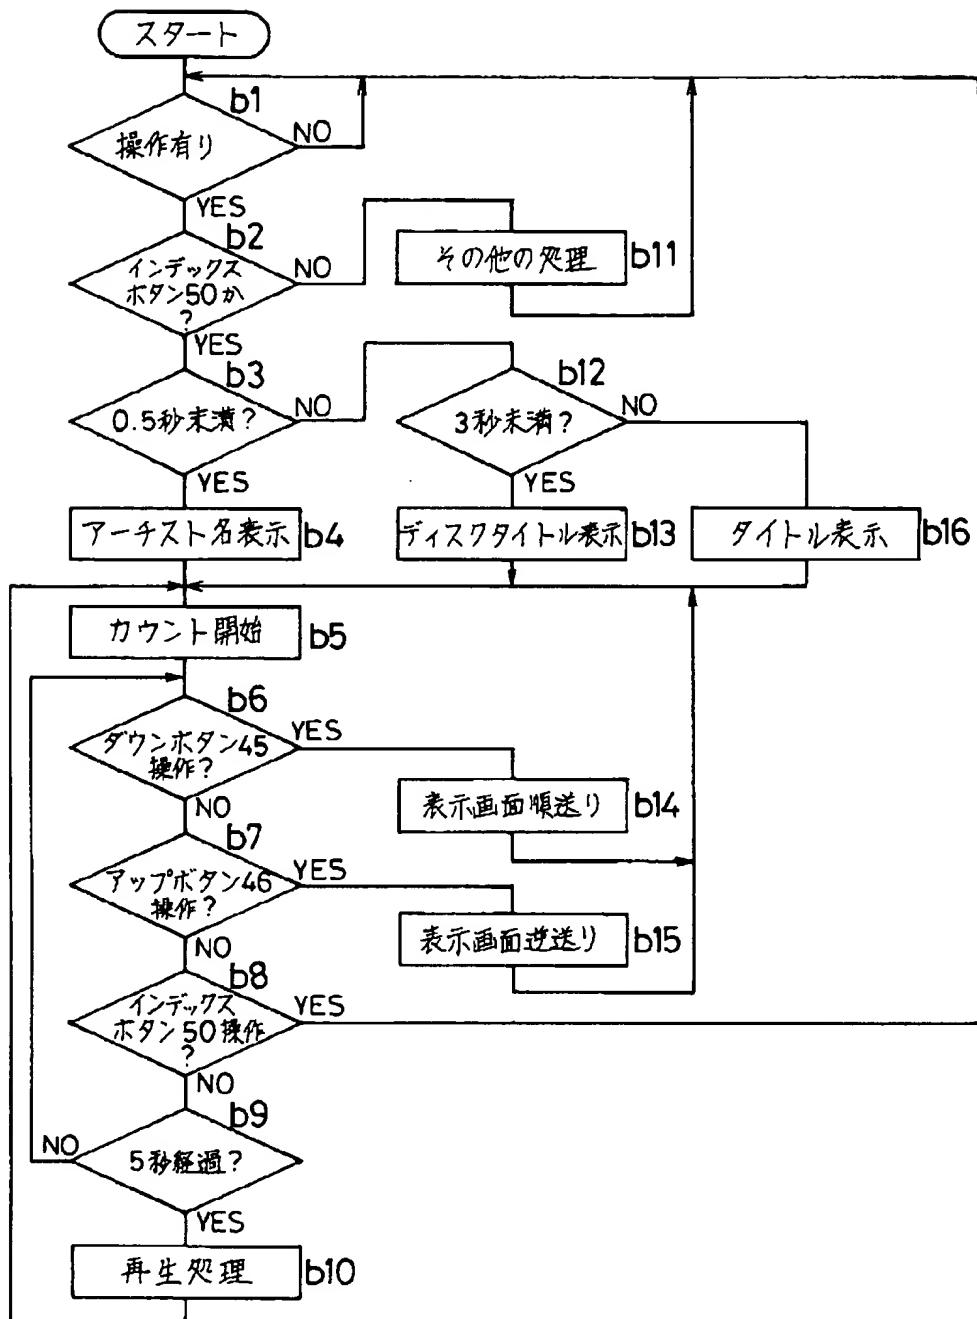 スタート
b1
操作有り
NO
YES
b2
インデックス
ボタン50か
?
NO
その他の処理
b11
YES
b3
0.5秒未満?
NO
b12
3秒未満?
NO
YES
YES
アーチスト名表示
b4
ディスクタイトル表示
b13
タイトル表示
b16
カウント開始
b5
b6
ダウンボタン45
操作?
YES
表示画面順送り
b14
NO
b7
アップボタン46
操作?
YES
表示画面逆送り
b15
NO
b8
インデックス
ボタン50操作
?
YES
NO
b9
5秒経過?
NO
YES
再生処理
b10